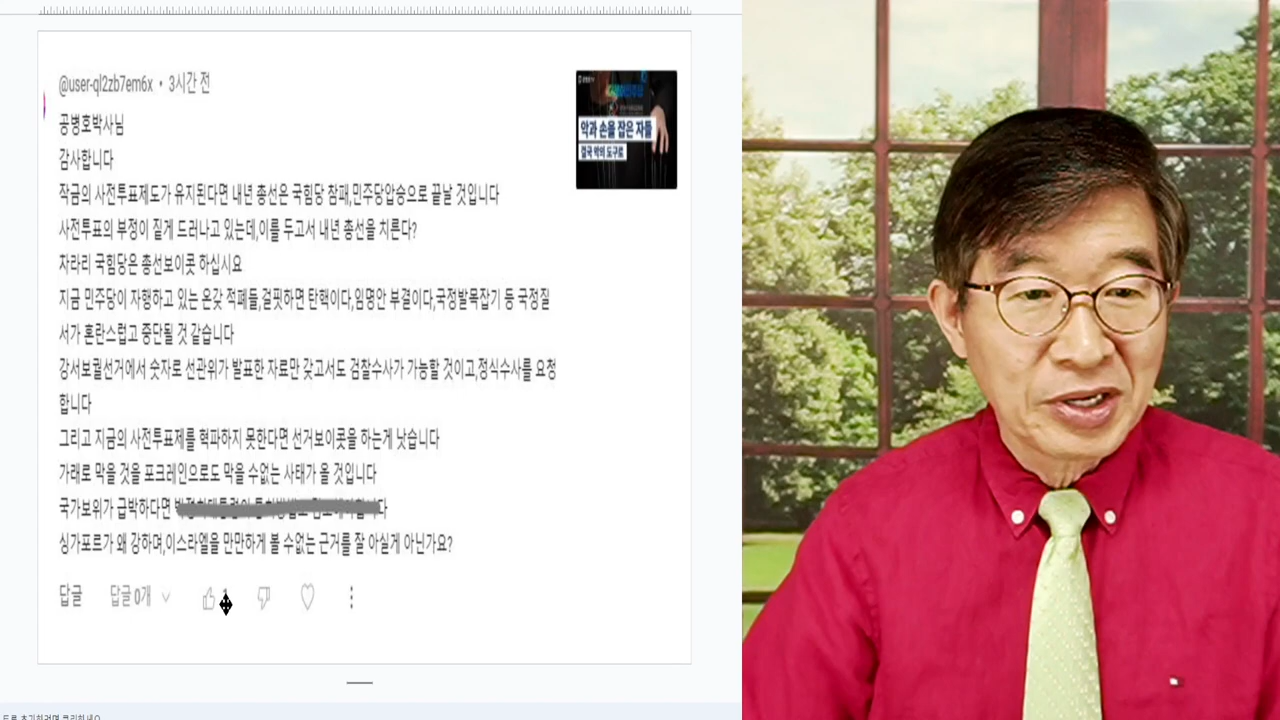 @user-ql2zb7em6x • 3시간 전
공병호박사님
감사합니다
작금의 사전투표제도가 유지된다면 내년 총선은 국힘당 참패,민주당압승으로 끝날 것입니다
사전투표의 부정이 짙게 드러나고 있는데,이를 두고서 내년 총선을 치른다?
차라리 국힘당은 총선보이콧 하십시요
지금 민주당이 자행하고 있는 온갖 적폐들,걸핏하면 탄핵이다,임명안 부결이다,국정발목잡기 등 국정질
서가 혼란스럽고 중단될 것 같습니다
강서보궐선거에서 숫자로 선관위가 발표한 자료만 갖고서도 검찰수사가 가능할 것이고,정식수사를 요청
합니다
그리고 지금의 사전투표제를 혁파하지 못한다면 선거보이콧을 하는게 낫습니다
가래로 막을 것을 포크레인으로도 막을 수없는 사태가 올 것입니다
국가보위가 급박하다면
싱가포르가 왜 강하며,이스라엘을 만만하게 볼 수없는 근거를 잘 아실게 아닌가요?
답글 답글 0개
악과 손을 잡은 자들
결국 악의 도구로